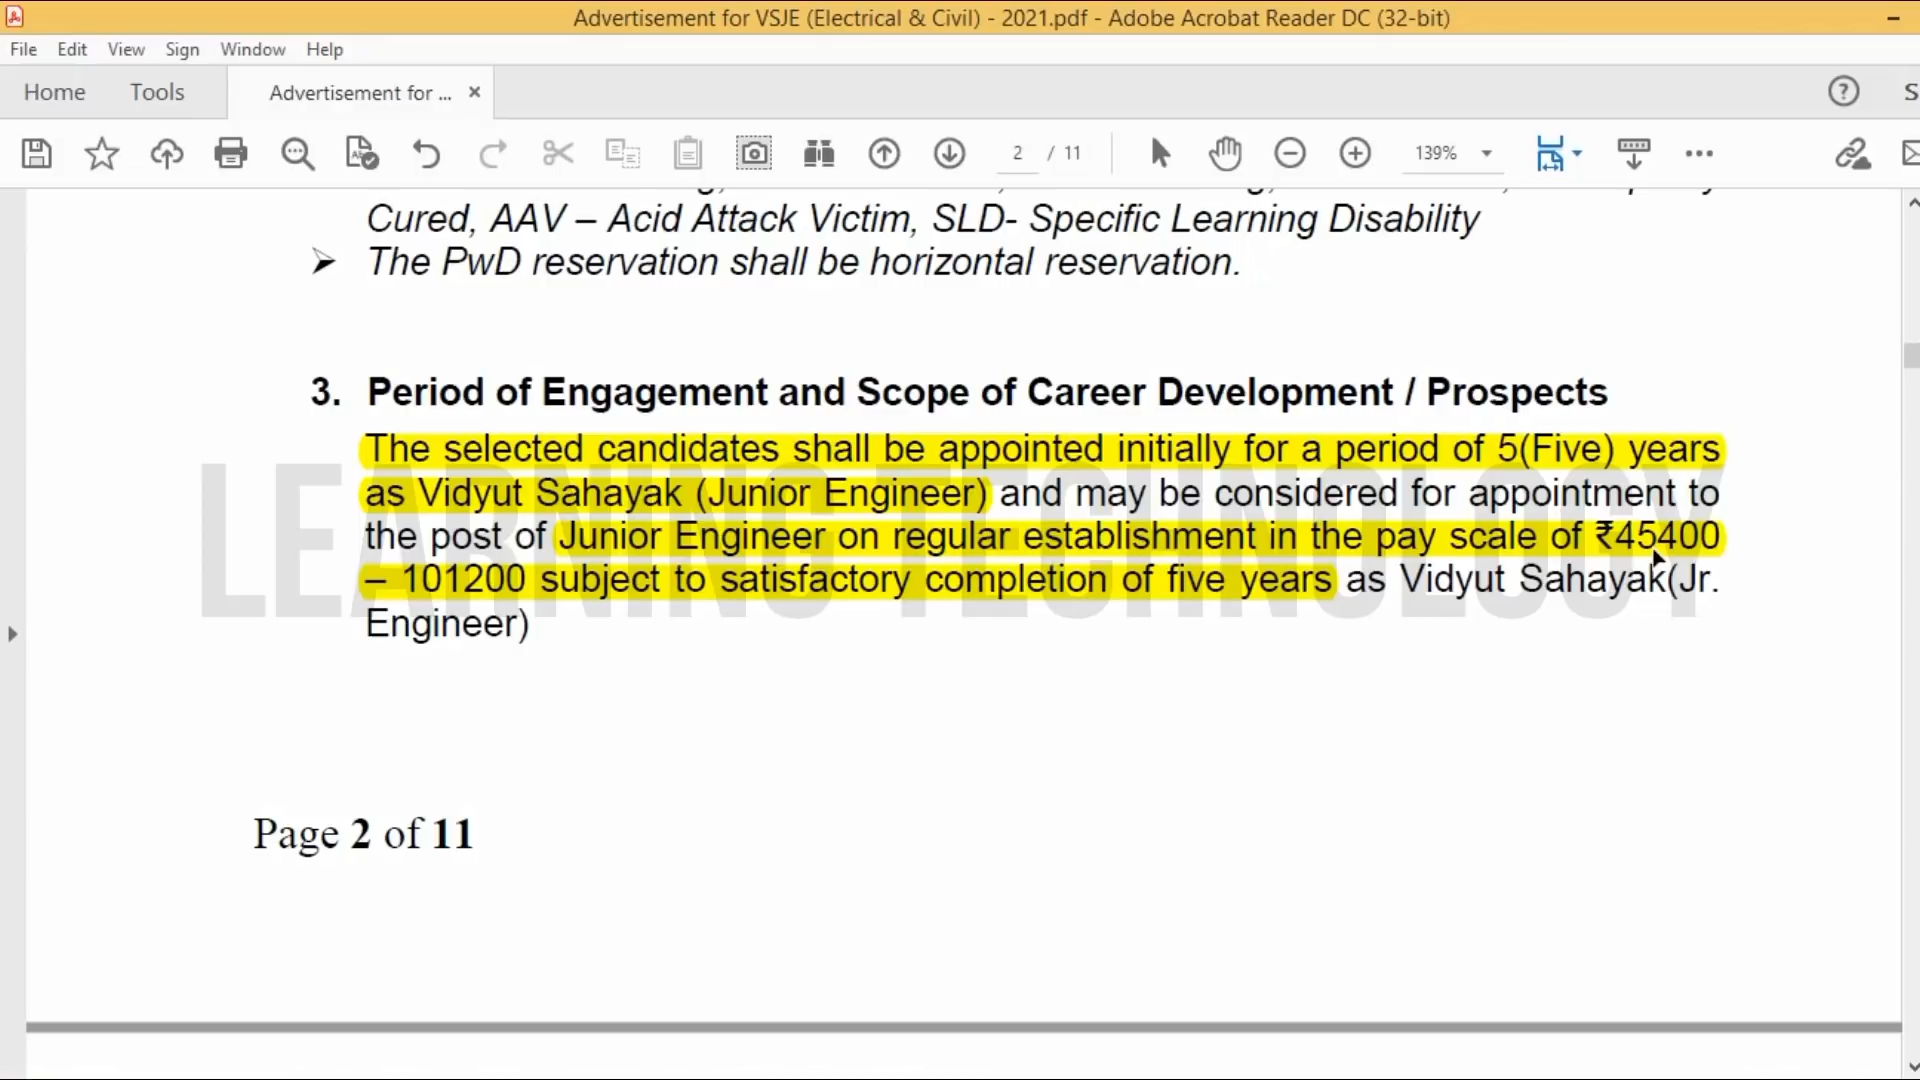 Advertisement for VSJE (Electrical & Civil) - 2021.pdf - Adobe Acrobat Reader DC (32-bit)
File Edit View Sign Window Help
Home Tools Advertisement for ... × ? S
2 / 11 139%
Cured, AAV – Acid Attack Victim, SLD- Specific Learning Disability
➢ The PwD reservation shall be horizontal reservation.
3. Period of Engagement and Scope of Career Development / Prospects
The selected candidates shall be appointed initially for a period of 5(Five) years
as Vidyut Sahayak (Junior Engineer) and may be considered for appointment to
the post of Junior Engineer on regular establishment in the pay scale of ₹45400
– 101200 subject to satisfactory completion of five years as Vidyut Sahayak(Jr.
Engineer)
LEARNING TECHNOLOGY
Page 2 of 11